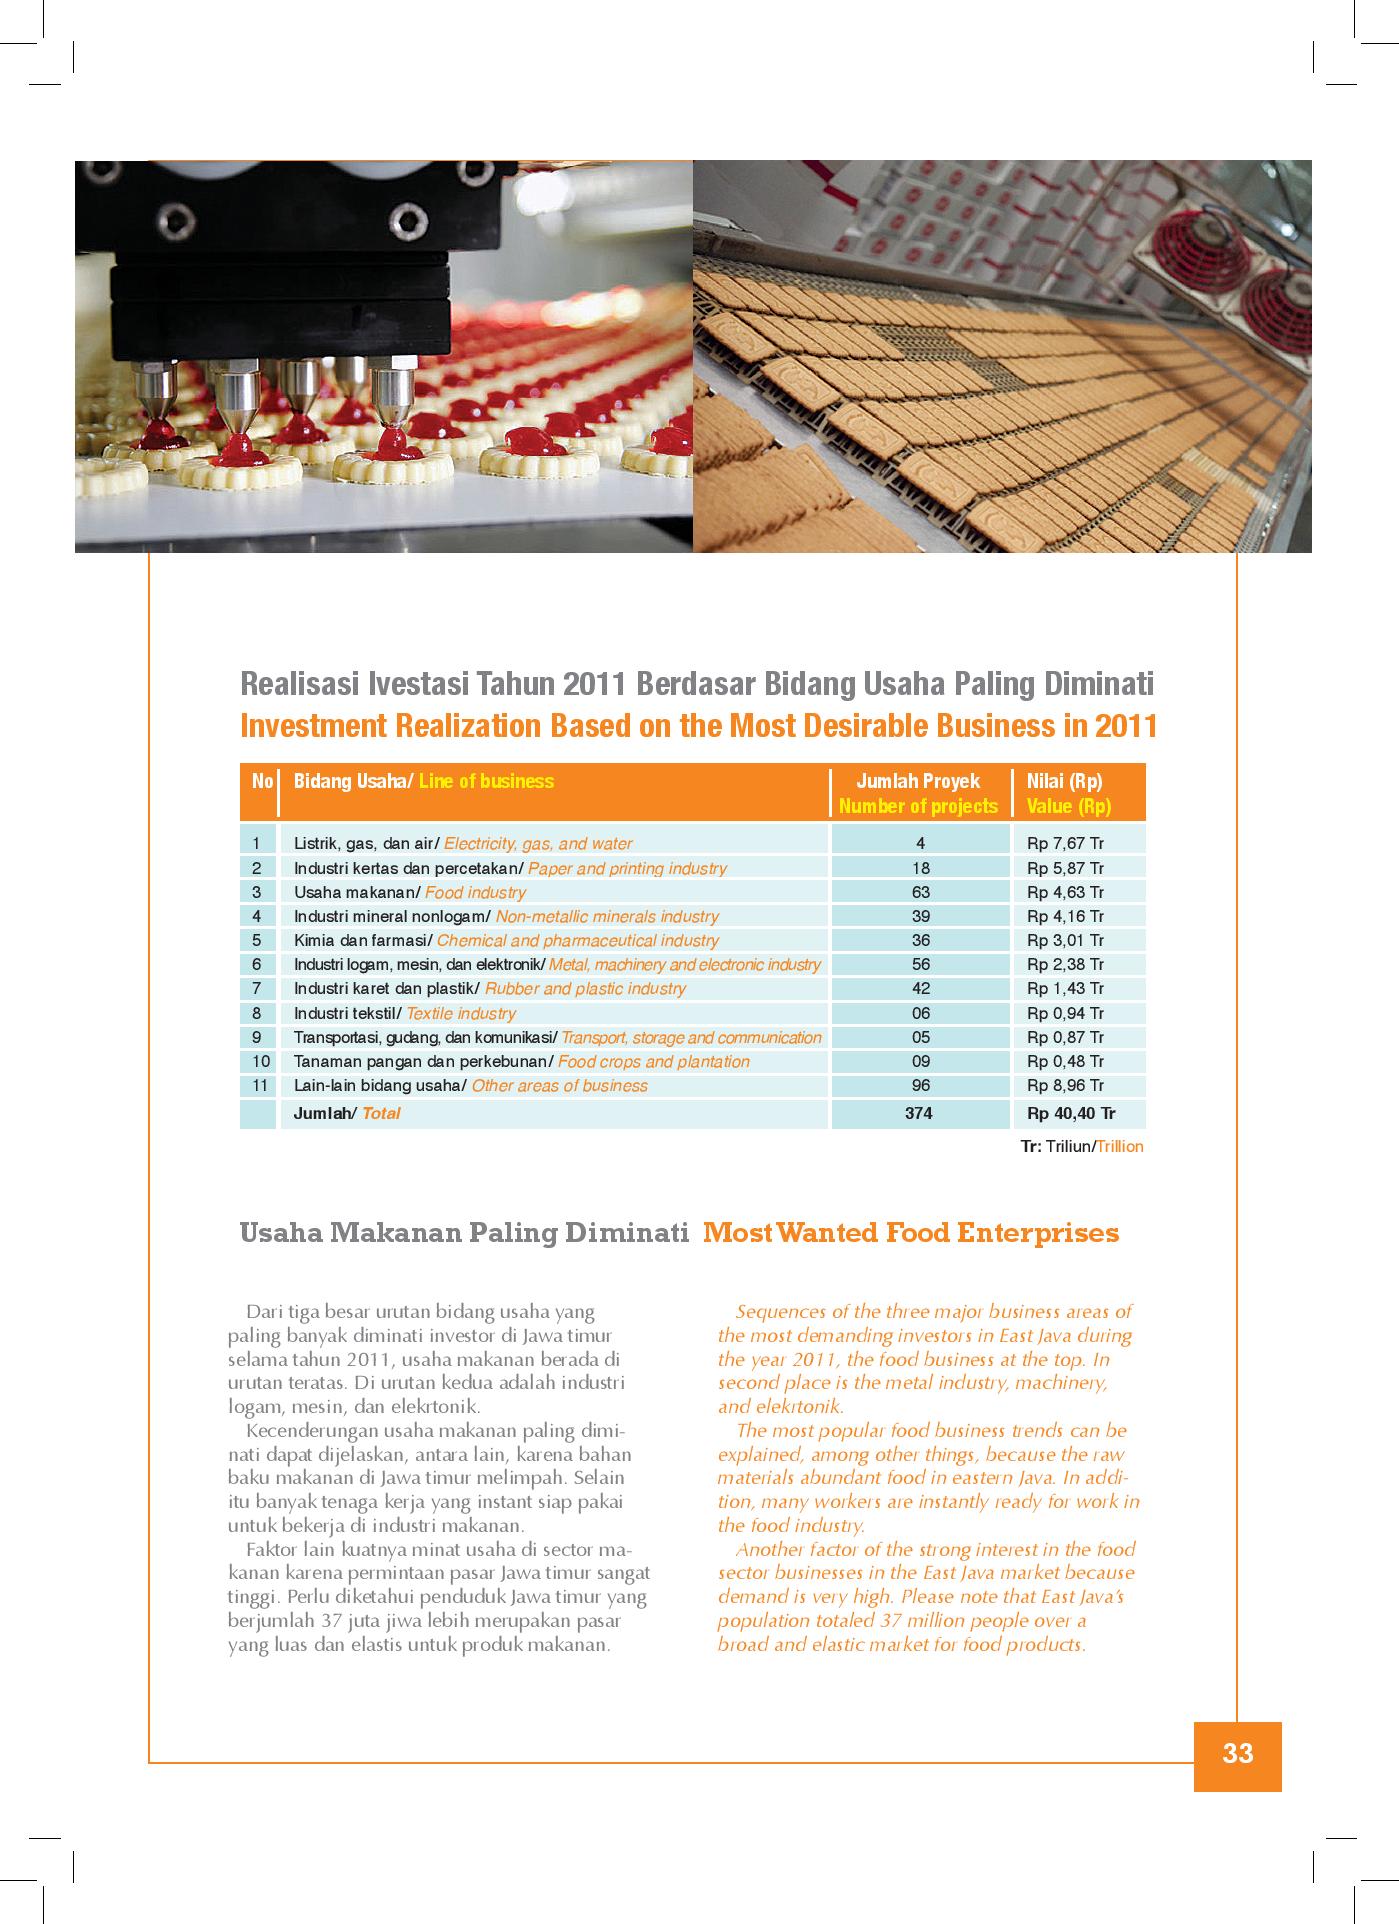 Realisasi Ivestasi Tahun 2011 Berdasar Bidang Usaha Paling Diminati
Investment Realization Based on the Most Desirable Business in 2011
No Bidang Usaha/ Line of business Jumlah Proyek Nilai (Rp)
Number of projects Value (Rp)
1 Listrik, gas, dan air/ Electricity, gas, and water 4 Rp 7,67 Tr
2 Industri kertas dan percetakan/ Paper and printing industry 18 Rp 5,87 Tr
3 Usaha makanan/ Food industry 63 Rp 4,63 Tr
4 Industri mineral nonlogam/ Non-metallic minerals industry 39 Rp 4,16 Tr
5 Kimia dan farmasi/ Chemical and pharmaceutical industry 36 Rp 3,01 Tr
6 Industri logam, mesin, dan elektronik/ Metal, machinery and electronic industry 56 Rp 2,38 Tr
7 Industri karet dan plastik/ Rubber and plastic industry 42 Rp 1,43 Tr
8 Industri tekstil/ Textile industry 06 Rp 0,94 Tr
9 Transportasi, gudang, dan komunikasi/ Transport, storage and communication 05 Rp 0,87 Tr
10 Tanaman pangan dan perkebunan/ Food crops and plantation 09 Rp 0,48 Tr
11 Lain-lain bidang usaha/ Other areas of business 96 Rp 8,96 Tr
Jumlah/ Total 374 Rp 40,40 Tr
Tr: Triliun/Trillion
Usaha Makanan Paling Diminati Most Wanted Food Enterprises
Dari tiga besar urutan bidang usaha yang
paling banyak diminati investor di Jawa timur
selama tahun 2011, usaha makanan berada di
urutan teratas. Di urutan kedua adalah industri
logam, mesin, dan elekrtonik.
Kecenderungan usaha makanan paling dimi-
nati dapat dijelaskan, antara lain, karena bahan
baku makanan di Jawa timur melimpah. Selain
itu banyak tenaga kerja yang instant siap pakai
untuk bekerja di industri makanan.
Faktor lain kuatnya minat usaha di sector ma-
kanan karena permintaan pasar Jawa timur sangat
tinggi. Perlu diketahui penduduk Jawa timur yang
berjumlah 37 juta jiwa lebih merupakan pasar
yang luas dan elastis untuk produk makanan.
Sequences of the three major business areas of
the most demanding investors in East Java during
the year 2011, the food business at the top. In
second place is the metal industry, machinery,
and elekrtonik.
The most popular food business trends can be
explained, among other things, because the raw
materials abundant food in eastern Java. In addi-
tion, many workers are instantly ready for work in
the food industry.
Another factor of the strong interest in the food
sector businesses in the East Java market because
demand is very high. Please note that East Java's
population totaled 37 million people over a
broad and elastic market for food products.
33